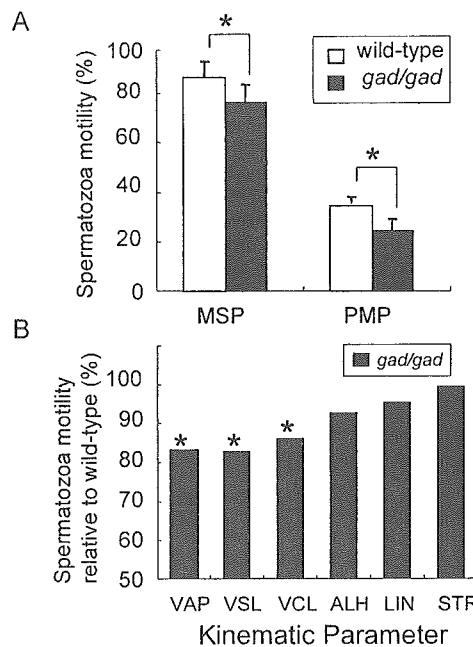 A
Spermatozoa motility (%)
100
80
60
40
20
0
*
*
wild-type
gad/gad
MSP
PMP
B
Spermatozoa motility
relative to wild-type (%)
100
90
80
70
60
50
gad/gad
*
*
*
VAP
VSL
VCL
ALH
LIN
STR
Kinematic Parameter